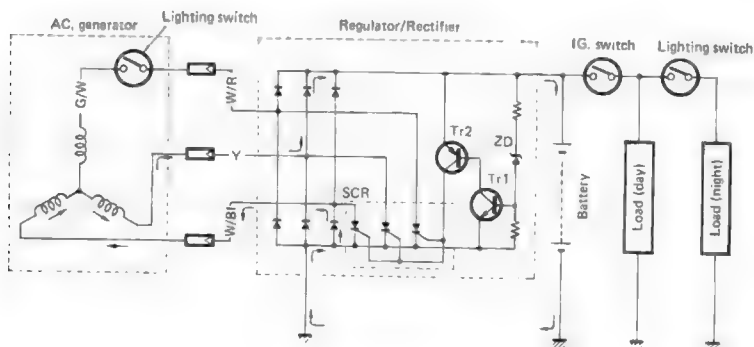 AC, generator
Lighting switch
Regulator/Rectifier
IG. switch
Lighting switch
G/W
W/R
Y
W/Bl
Tr2
ZD
Tr1
SCR
Battery
Load (day)
Load (night)